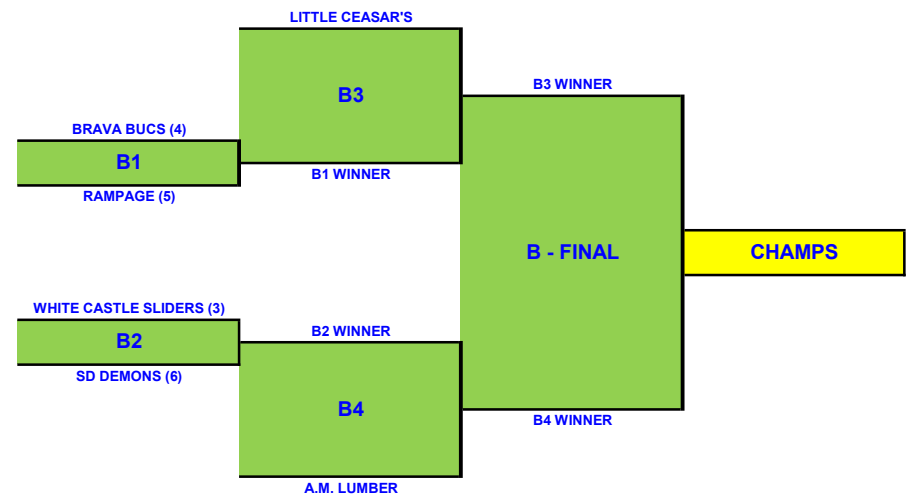 LITTLE CEASAR'S
B3
B3 WINNER
BRAVA BUCS (4)
B1
B1 WINNER
RAMPAGE (5)
B - FINAL
CHAMPS
WHITE CASTLE SLIDERS (3)
B2 WINNER
B2
SD DEMONS (6)
B4
B4 WINNER
A.M. LUMBER